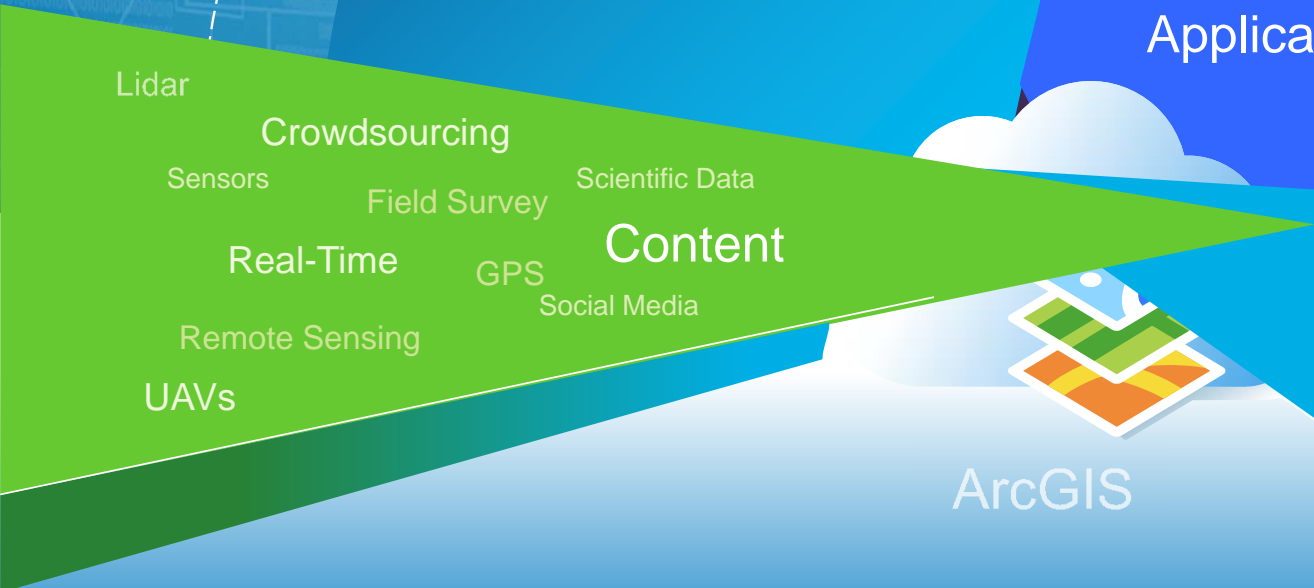 Applica
Lidar
Crowdsourcing
Sensors
Scientific Data
Field Survey
Content
Real-Time
GPS
Social Media
Remote Sensing
UAVs
ArcGIS